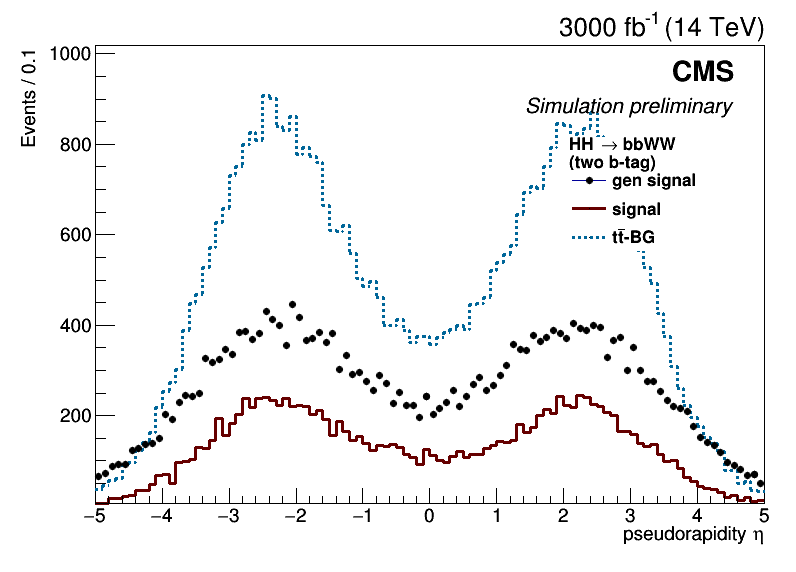 3000 fb⁻¹ (14 TeV)
Events / 0.1
1000
800
600
400
200
CMS
Simulation preliminary
HH → bbWW
(two b-tag)
gen signal
signal
tt̄-BG
−5 −4 −3 −2 −1 0 1 2 3 4 5
pseudorapidity η